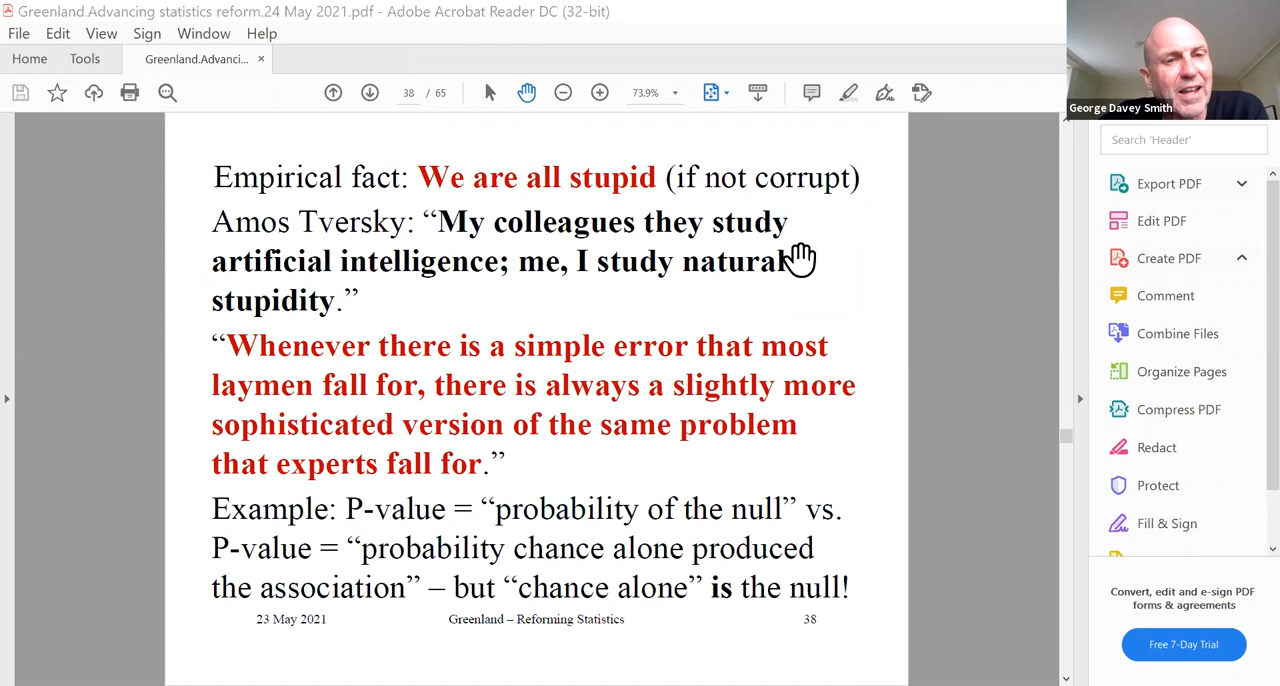 Greenland.Advancing statistics reform.24 May 2021.pdf - Adobe Acrobat Reader DC (32-bit)
File Edit View Sign Window Help
Home Tools Greenland.Advanci... ×
38 / 65 73.9%
George Davey Smith
Empirical fact: We are all stupid (if not corrupt)
Amos Tversky: “My colleagues they study
artificial intelligence; me, I study natural
stupidity.”
“Whenever there is a simple error that most
laymen fall for, there is always a slightly more
sophisticated version of the same problem
that experts fall for.”
Example: P-value = “probability of the null” vs.
P-value = “probability chance alone produced
the association” – but “chance alone” is the null!
23 May 2021 Greenland – Reforming Statistics 38
Search 'Header'
Export PDF
Edit PDF
Create PDF
Comment
Combine Files
Organize Pages
Compress PDF
Redact
Protect
Fill & Sign
Convert, edit and e-sign PDF
forms & agreements
Free 7-Day Trial